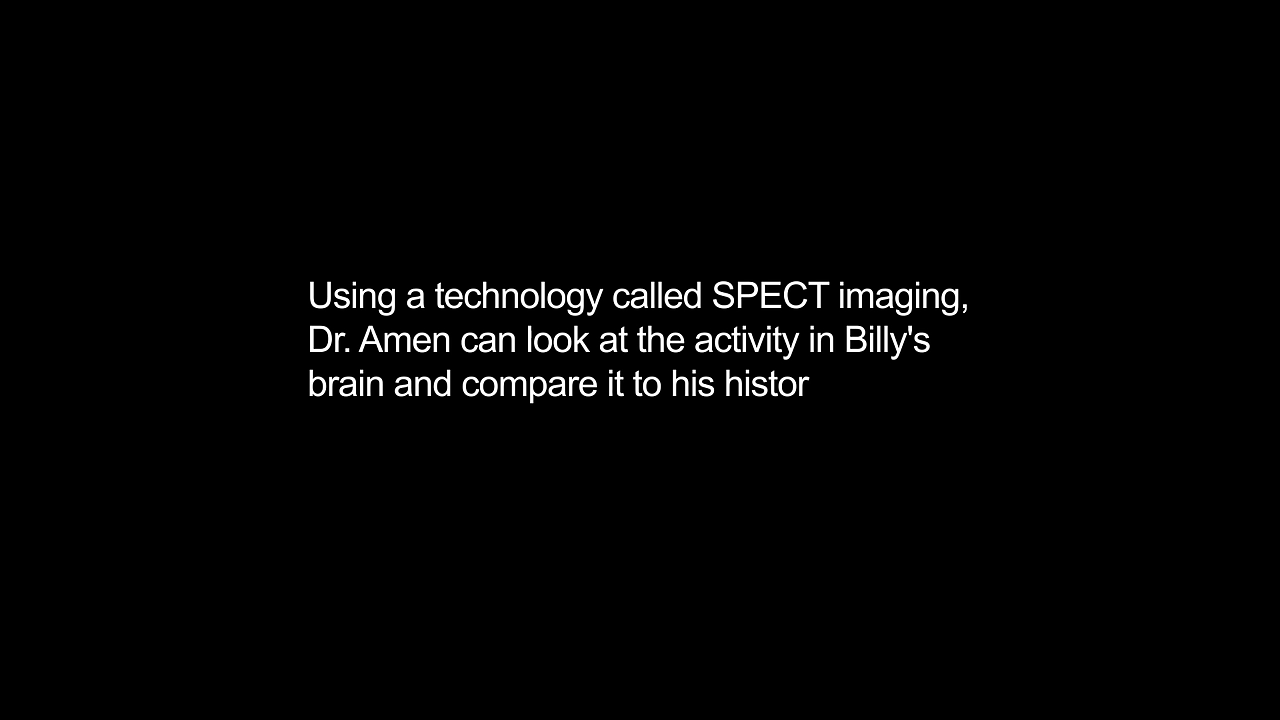 Using a technology called SPECT imaging,
Dr. Amen can look at the activity in Billy's
brain and compare it to his histor